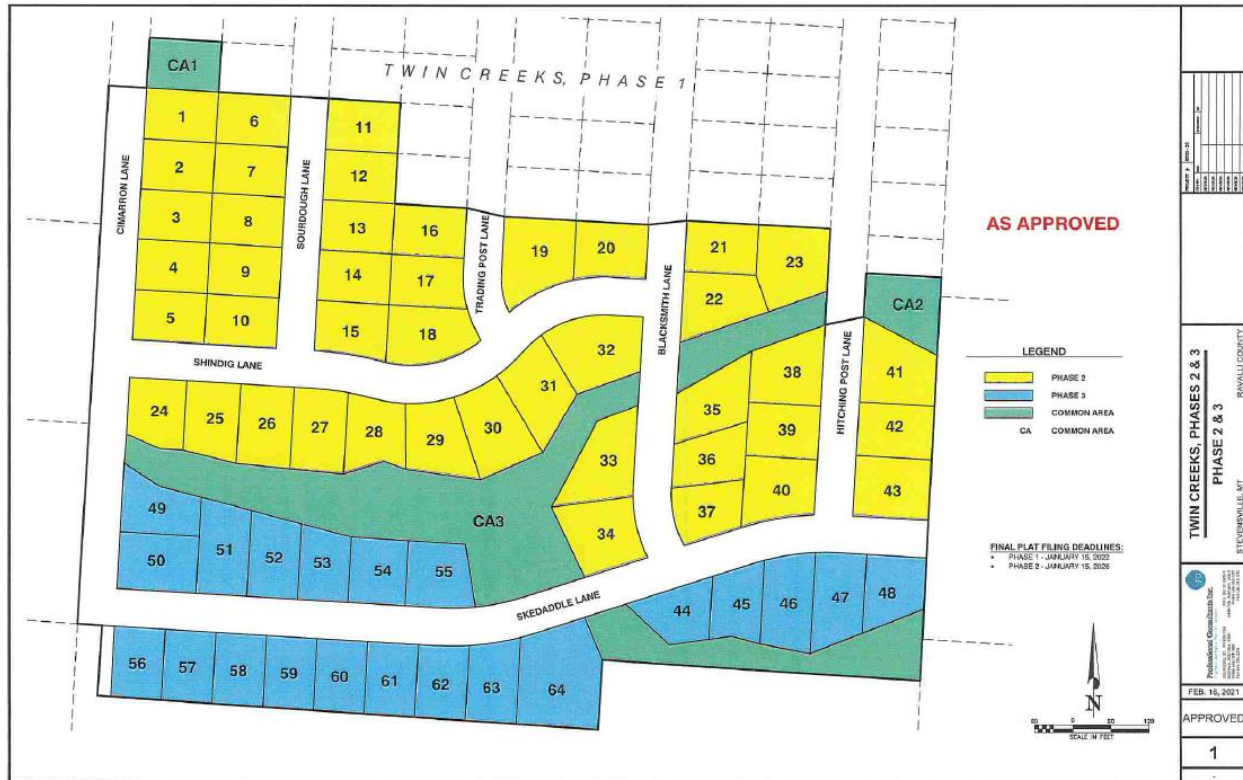 TWIN CREEKS, PHASE 1
CA1
1
6
11
2
7
12
3
8
13
16
4
9
14
17
5
10
15
18
19
20
21
23
22
CIMARRON LANE
SOURDOUGH LANE
TRADING POST LANE
BLACKSMITH LANE
HITCHING POST LANE
SHINDIG LANE
CA2
24
25
26
27
28
29
30
31
32
33
34
35
36
37
38
39
40
41
42
43
CA3
49
50
51
52
53
54
55
SKEDADDLE LANE
44
45
46
47
48
56
57
58
59
60
61
62
63
64
AS APPROVED
LEGEND
PHASE 2
PHASE 3
COMMON AREA
CA COMMON AREA
FINAL PLAT FILING DEADLINES:
• PHASE 1 - JANUARY 15, 2022
• PHASE 2 - JANUARY 15, 2026
N
SCALE IN FEET
TWIN CREEKS, PHASES 2 & 3
PHASE 2 & 3
STEVENSVILLE, MT
RAVALLI COUNTY
Professional Consultants Inc.
FEB. 16, 2021
APPROVED
1